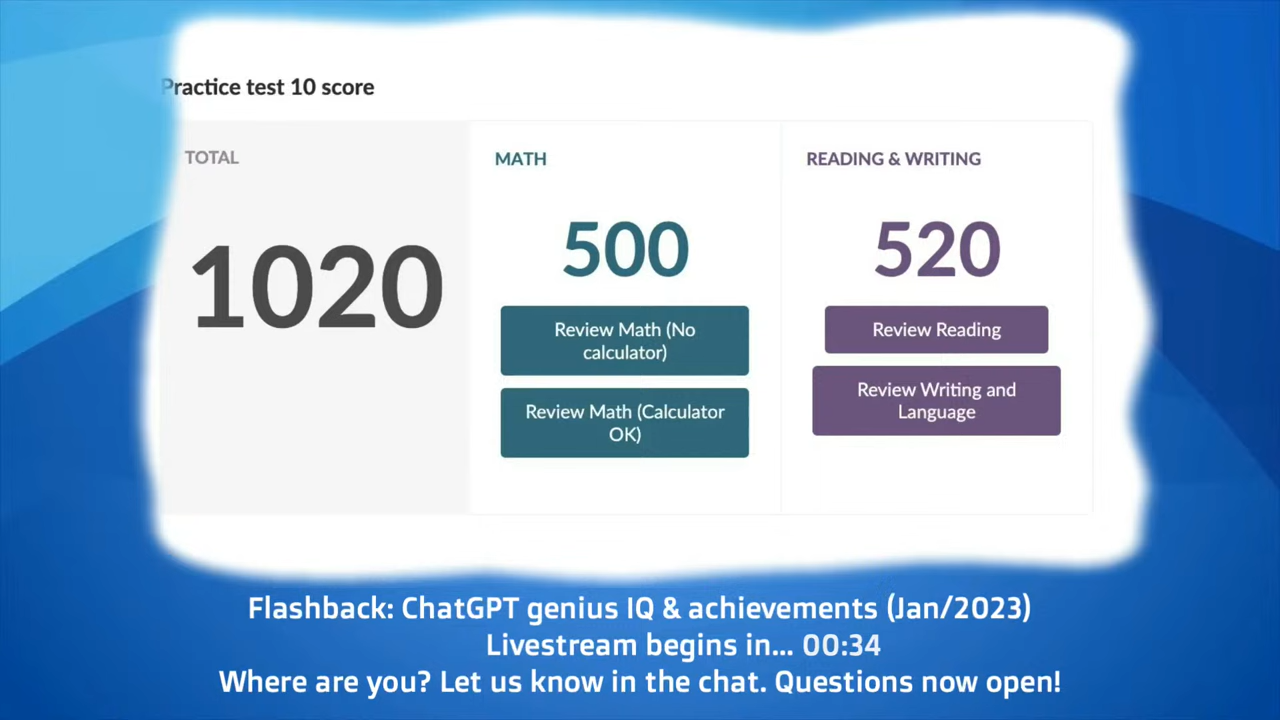 Practice test 10 score
TOTAL
1020
MATH
500
Review Math (No
calculator)
Review Math (Calculator
OK)
READING & WRITING
520
Review Reading
Review Writing and
Language
Flashback: ChatGPT genius IQ & achievements (Jan/2023)
Livestream begins in... 00:34
Where are you? Let us know in the chat. Questions now open!